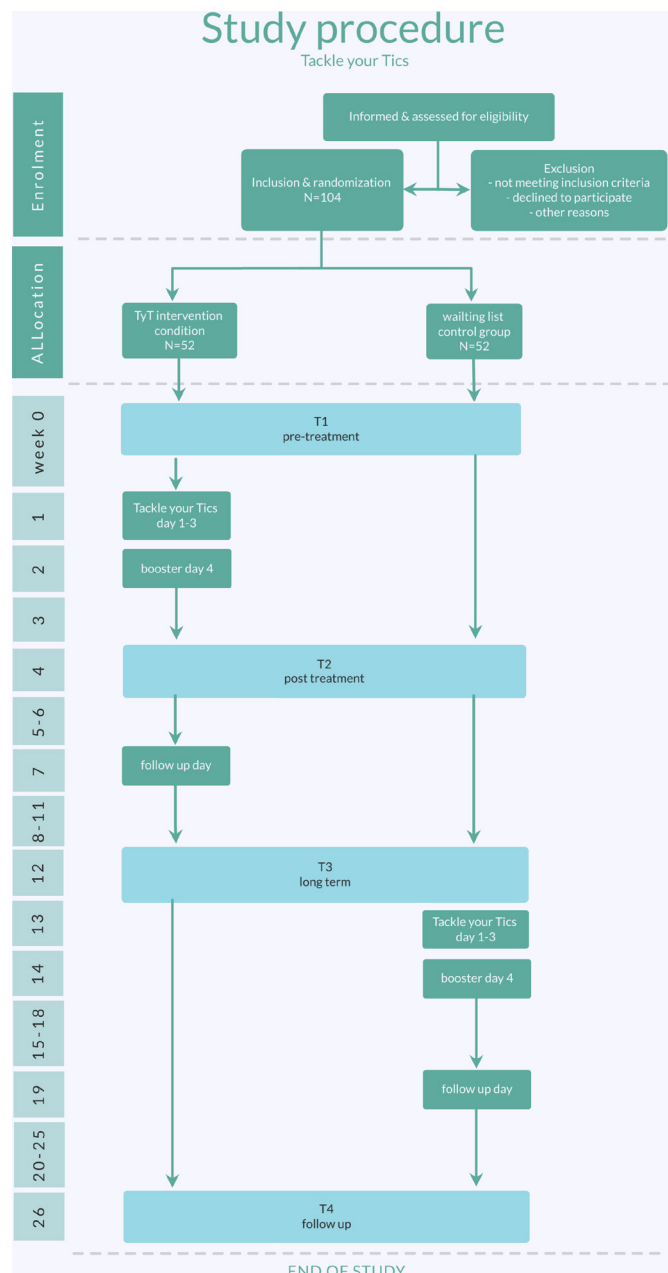 Study procedure
Tackle your Tics
Enrolment
Informed & assessed for eligibility
Inclusion & randomization
N=104
Exclusion
- not meeting inclusion criteria
- declined to participate
- other reasons
ALLocation
TyT intervention
condition
N=52
wailting list
control group
N=52
week 0
T1
pre-treatment
1
Tackle your Tics
day 1-3
2
booster day 4
3
4
T2
post treatment
5-6
7
follow up day
8-11
12
T3
long term
13
Tackle your Tics
day 1-3
14
booster day 4
15-18
19
follow up day
20-25
26
T4
follow up
END OF STUDY